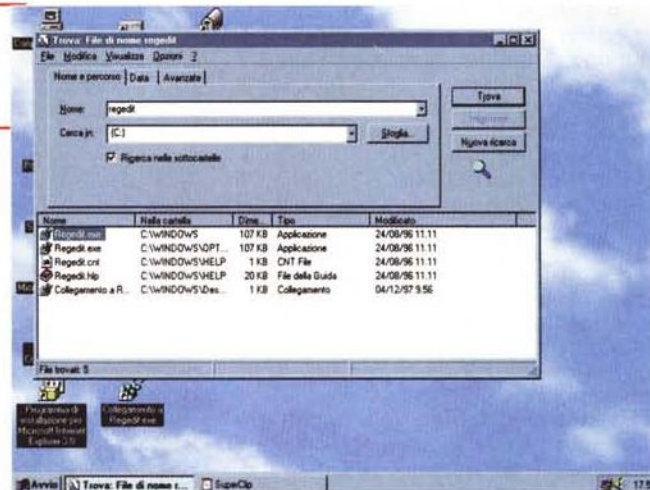 Trova: File di nome regedit
File Modifica Visualizza Opzioni ?
Nome e percorso Data Avanzate
Nome: regedit
Cerca in: (C:) Sfoglia...
Ricerca nelle sottocartelle
Trova
Nuova ricerca
Nome Nella cartella Dime... Tipo Modificato
Regedit.exe C:\WINDOWS 107 KB Applicazione 24/08/96 11.11
Regedit.exe C:\WINDOWS\OPT... 107 KB Applicazione 24/08/96 11.11
Regedit.cnt C:\WINDOWS\HELP 1 KB CNT File 24/08/96 11.11
Regedit.hlp C:\WINDOWS\HELP 20 KB File della Guida 24/08/96 11.11
Collegamento a R... C:\WINDOWS\Des... 1 KB Collegamento 04/12/97 9.56
File trovati: 5
Programma di
installazione per
Microsoft Internet
Explorer 3.0
Collegamento a
Regedit.exe
Avvio Trova: File di nome r... SuperClip